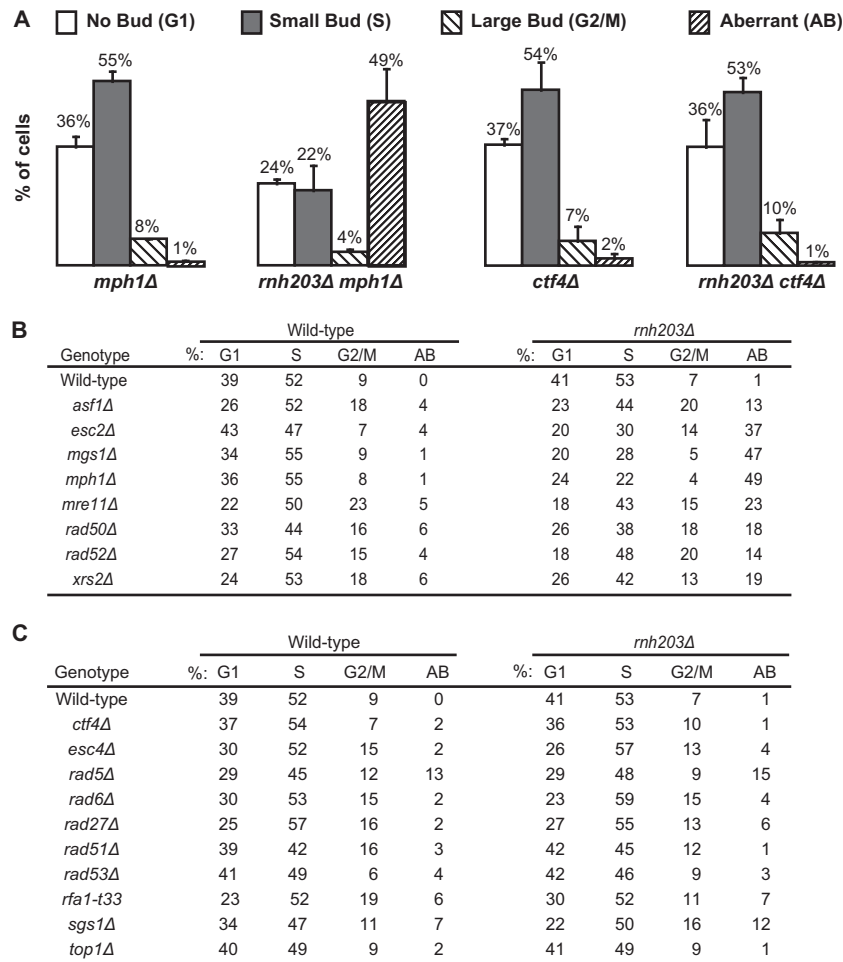 A
No Bud (G1) Small Bud (S) Large Bud (G2/M) Aberrant (AB)
% of cells
36% 55% 8% 1%
24% 22% 4% 49%
37% 54% 7% 2%
36% 53% 10% 1%
mph1Δ rnh203Δ mph1Δ ctf4Δ rnh203Δ ctf4Δ
B
Wild-type rnh203Δ
Genotype %: G1 S G2/M AB %: G1 S G2/M AB
Wild-type 39 52 9 0 41 53 7 1
asf1Δ 26 52 18 4 23 44 20 13
esc2Δ 43 47 7 4 20 30 14 37
mgs1Δ 34 55 9 1 20 28 5 47
mph1Δ 36 55 8 1 24 22 4 49
mre11Δ 22 50 23 5 18 43 15 23
rad50Δ 33 44 16 6 26 38 18 18
rad52Δ 27 54 15 4 18 48 20 14
xrs2Δ 24 53 18 6 26 42 13 19
C
Wild-type rnh203Δ
Genotype %: G1 S G2/M AB %: G1 S G2/M AB
Wild-type 39 52 9 0 41 53 7 1
ctf4Δ 37 54 7 2 36 53 10 1
esc4Δ 30 52 15 2 26 57 13 4
rad5Δ 29 45 12 13 29 48 9 15
rad6Δ 30 53 15 2 23 59 15 4
rad27Δ 25 57 16 2 27 55 13 6
rad51Δ 39 42 16 3 42 45 12 1
rad53Δ 41 49 6 4 42 46 9 3
rfa1-t33 23 52 19 6 30 52 11 7
sgs1Δ 34 47 11 7 22 50 16 12
top1Δ 40 49 9 2 41 49 9 1